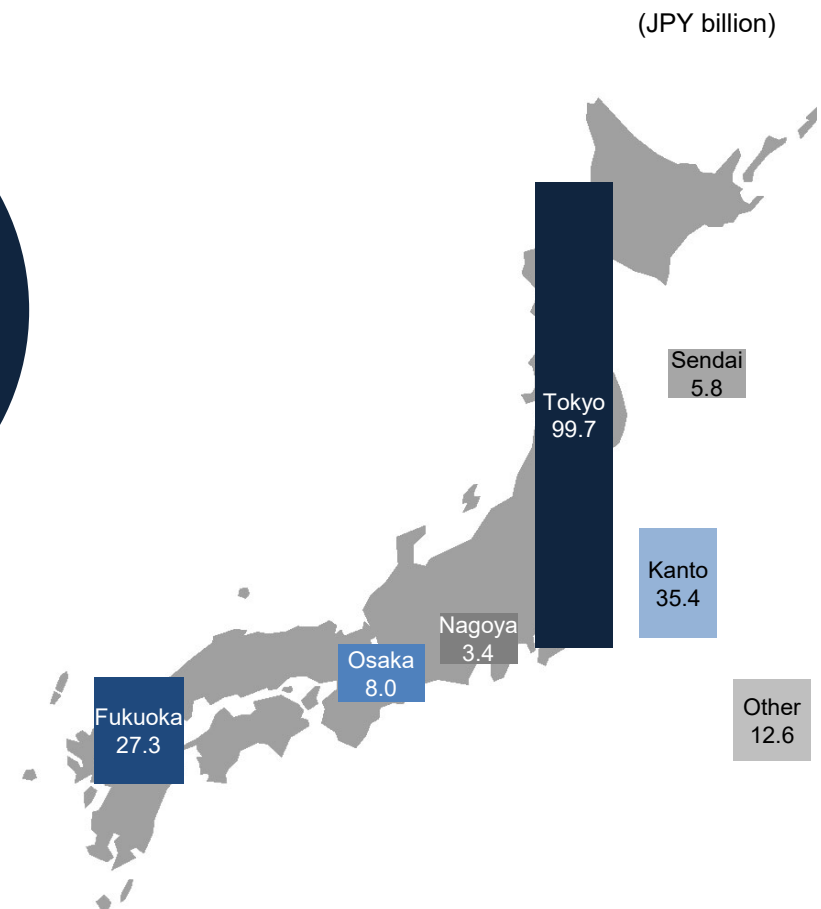 (JPY billion)
Sendai
5.8
Tokyo
99.7
Kanto
35.4
Nagoya
3.4
Osaka
8.0
Fukuoka
27.3
Other
12.6